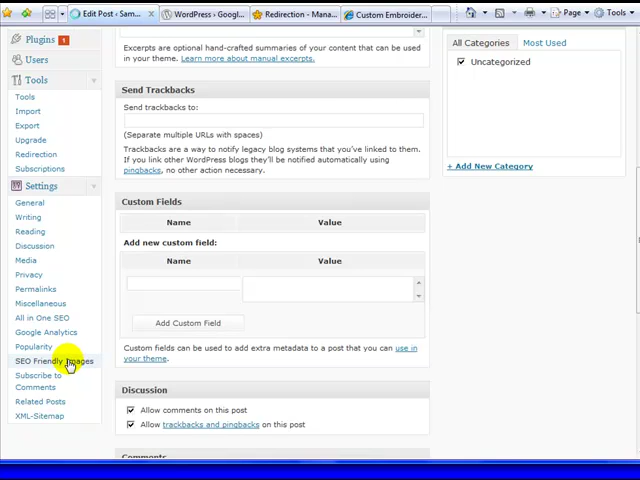 Edit Post ‹ Sam...
WordPress › Googl...
Redirection - Mana...
Custom Embroider...
Page
Tools
Plugins 1
Users
Tools
Tools
Import
Export
Upgrade
Redirection
Subscriptions
Settings
General
Writing
Reading
Discussion
Media
Privacy
Permalinks
Miscellaneous
All in One SEO
Google Analytics
Popularity
SEO Friendly Images
Subscribe to
Comments
Related Posts
XML-Sitemap
Excerpts are optional hand-crafted summaries of your content that can be used
in your theme. Learn more about manual excerpts.
Send Trackbacks
Send trackbacks to:
(Separate multiple URLs with spaces)
Trackbacks are a way to notify legacy blog systems that you've linked to them.
If you link other WordPress blogs they'll be notified automatically using
pingbacks, no other action necessary.
Custom Fields
Name Value
Add new custom field:
Name Value
Add Custom Field
Custom fields can be used to add extra metadata to a post that you can use in
your theme.
Discussion
Allow comments on this post
Allow trackbacks and pingbacks on this post
Comments
All Categories Most Used
Uncategorized
+ Add New Category